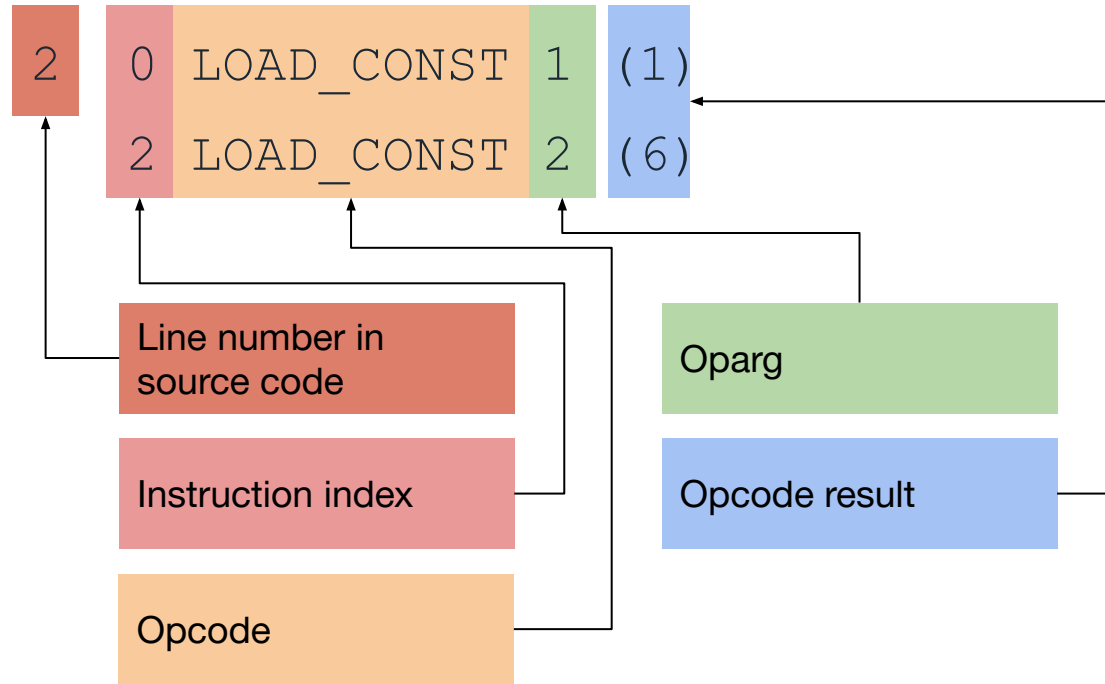 2 0 LOAD_CONST 1 (1)
2 LOAD_CONST 2 (6)
Line number in
source code
Oparg
Instruction index
Opcode result
Opcode